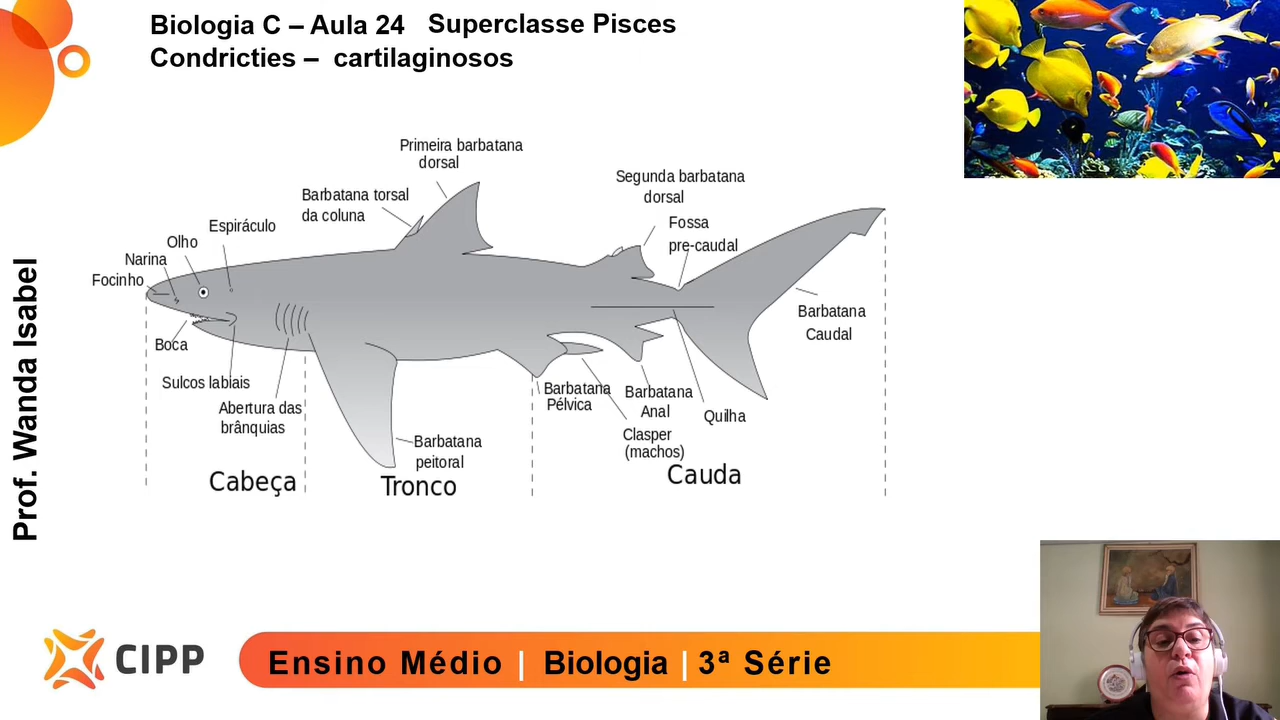 Biologia C – Aula 24 Superclasse Pisces
Condricties – cartilaginosos
Prof. Wanda Isabel
Primeira barbatana
dorsal
Segunda barbatana
dorsal
Barbatana torsal
da coluna
Fossa
pre-caudal
Espiráculo
Olho
Narina
Focinho
Barbatana
Caudal
Boca
Sulcos labiais
Abertura das
brânquias
Barbatana
Pélvica
Barbatana
Anal
Quilha
Clasper
(machos)
Barbatana
peitoral
Cabeça
Tronco
Cauda
CIPP
Ensino Médio | Biologia | 3ª Série